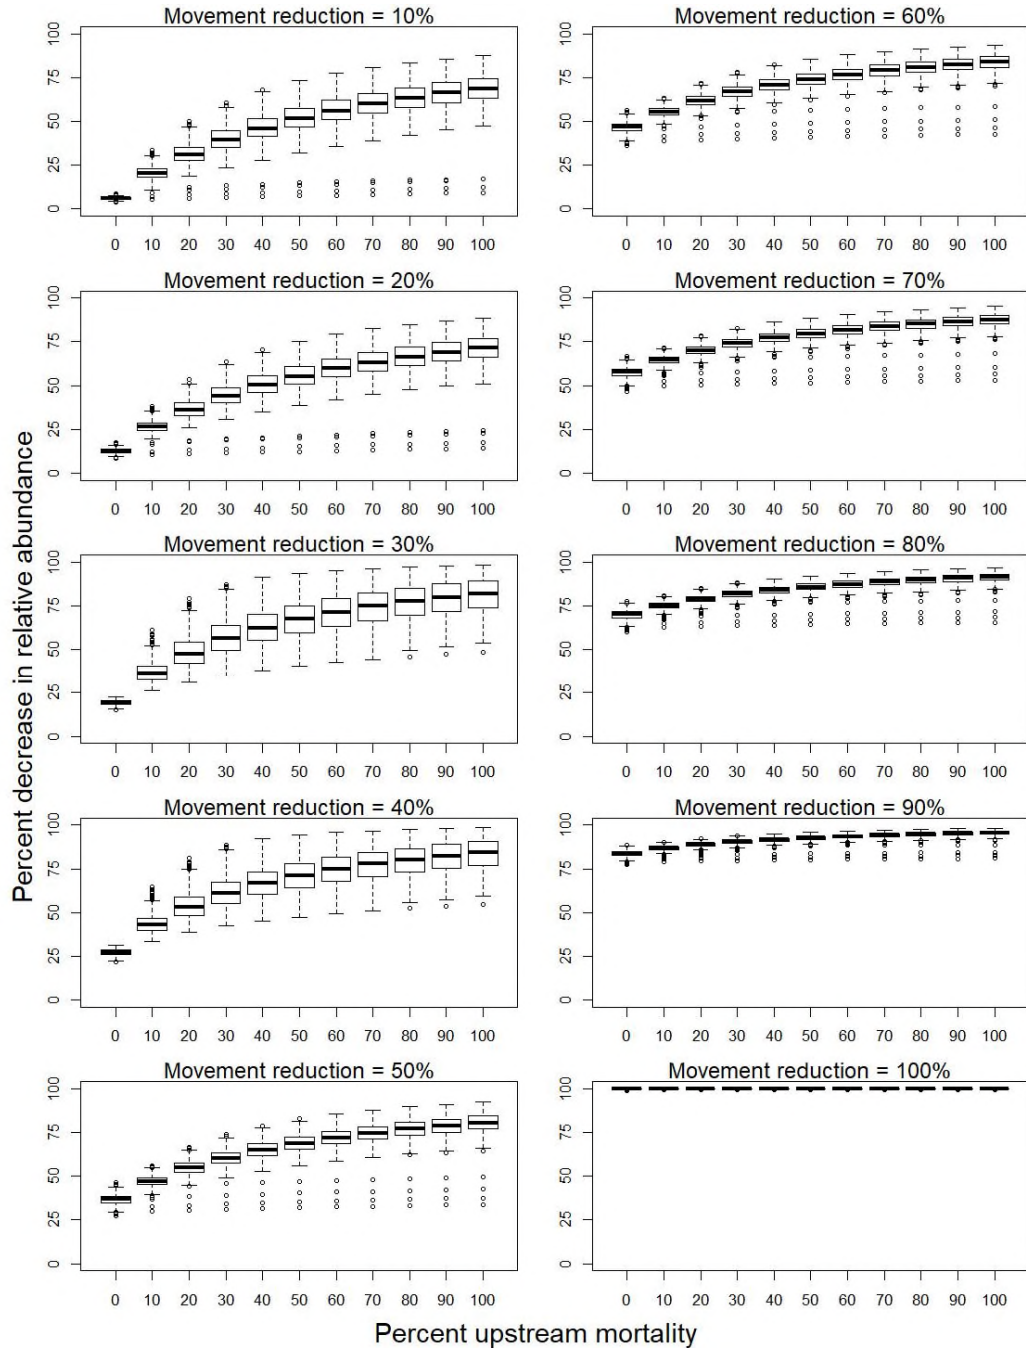 Movement reduction = 10%
100
75
50
25
0
0 10 20 30 40 50 60 70 80 90 100
Movement reduction = 20%
100
75
50
25
0
0 10 20 30 40 50 60 70 80 90 100
Movement reduction = 30%
100
75
50
25
0
0 10 20 30 40 50 60 70 80 90 100
Movement reduction = 40%
100
75
50
25
0
0 10 20 30 40 50 60 70 80 90 100
Movement reduction = 50%
100
75
50
25
0
0 10 20 30 40 50 60 70 80 90 100
Movement reduction = 60%
100
75
50
25
0
0 10 20 30 40 50 60 70 80 90 100
Movement reduction = 70%
100
75
50
25
0
0 10 20 30 40 50 60 70 80 90 100
Movement reduction = 80%
100
75
50
25
0
0 10 20 30 40 50 60 70 80 90 100
Movement reduction = 90%
100
75
50
25
0
0 10 20 30 40 50 60 70 80 90 100
Movement reduction = 100%
100
75
50
25
0
0 10 20 30 40 50 60 70 80 90 100
Percent decrease in relative abundance
Percent upstream mortality